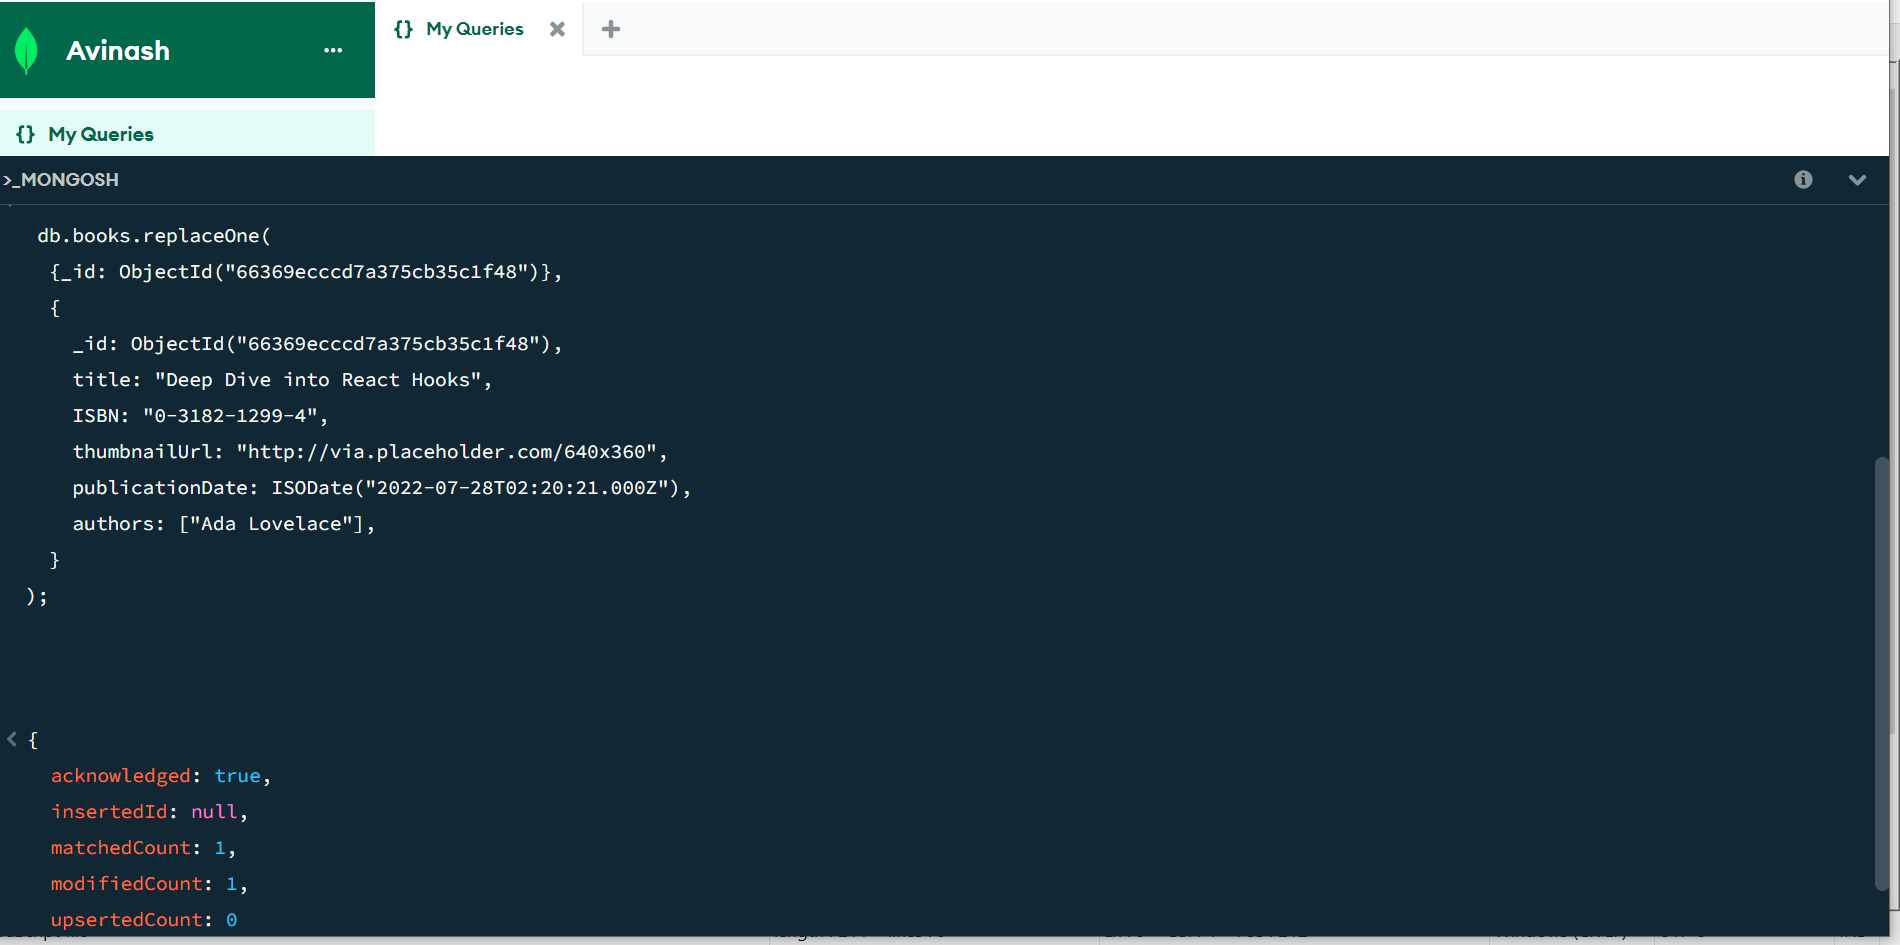 Avinash ...
{} My Queries
{} My Queries
>_MONGOSH
db.books.replaceOne(
{_id: ObjectId("66369ecccd7a375cb35c1f48")},
{
_id: ObjectId("66369ecccd7a375cb35c1f48"),
title: "Deep Dive into React Hooks",
ISBN: "0-3182-1299-4",
thumbnailUrl: "http://via.placeholder.com/640x360",
publicationDate: ISODate("2022-07-28T02:20:21.000Z"),
authors: ["Ada Lovelace"],
}
);
{
acknowledged: true,
insertedId: null,
matchedCount: 1,
modifiedCount: 1,
upsertedCount: 0